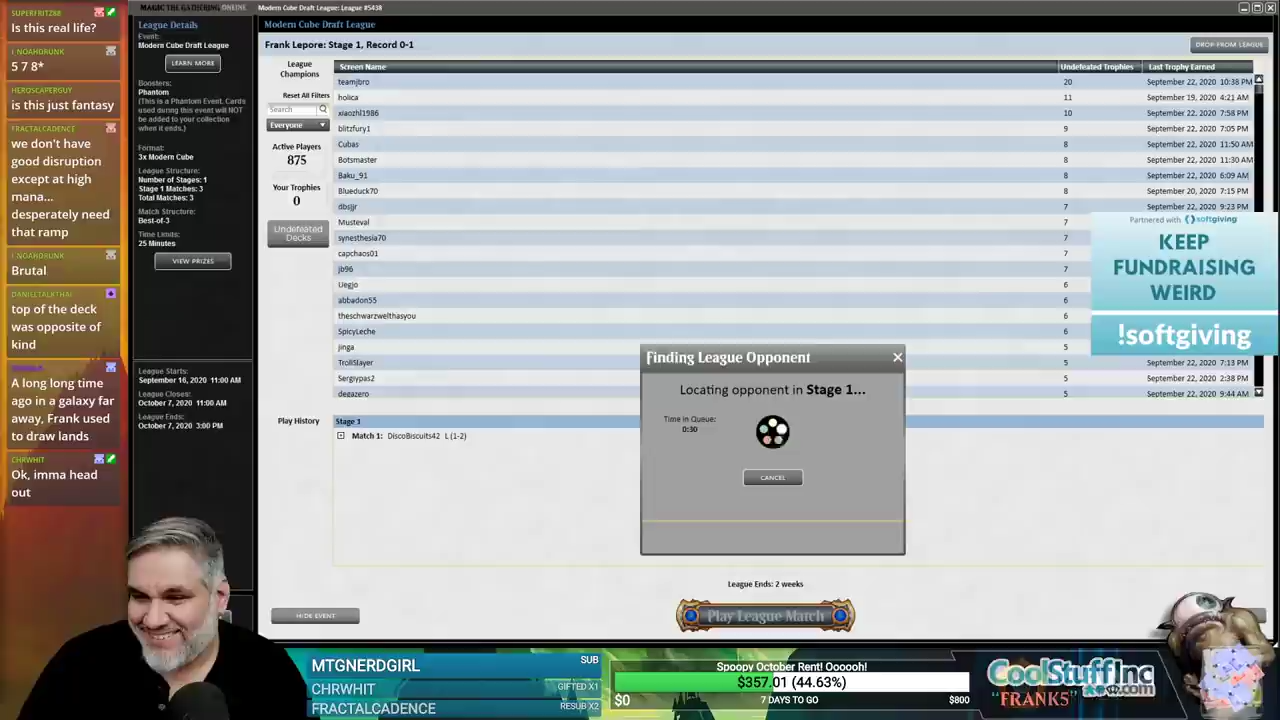 SUPERFRITZ88
Is this real life?
I_NOAHDRUNK
5 7 8*
HEROSCAPERGUY
is this just fantasy
FRACTALCADENCE
we don't have
good disruption
except at high
mana...
desperately need
that ramp
I_NOAHDRUNK
Brutal
DANIELTALKTHAI
top of the deck
was opposite of
kind
A long long time
ago in a galaxy far
far away, Frank used
to draw lands
CHRWHIT
Ok, imma head
out
MAGIC THE GATHERING ONLINE
Modern Cube Draft League: League #5438
League Details
Event:
Modern Cube Draft League
LEARN MORE
Boosters:
Phantom
(This is a Phantom Event. Cards
used during this event will NOT
be added to your collection
when it ends.)
Format:
3x Modern Cube
League Structure:
Number of Stages: 1
Stage 1 Matches: 3
Total Matches: 3
Match Structure:
Best-of-3
Time Limits:
25 Minutes
VIEW PRIZES
League Starts:
September 16, 2020 11:00 AM
League Closes:
October 7, 2020 11:00 AM
League Ends:
October 7, 2020 3:00 PM
Modern Cube Draft League
Frank Lepore: Stage 1, Record 0-1
DROP FROM LEAGUE
League
Champions
Reset All Filters
Search
Everyone
Active Players
875
Your Trophies
0
Undefeated
Decks
Screen Name Undefeated Trophies Last Trophy Earned
teamjbro 20 September 22, 2020 10:38 PM
holica 11 September 19, 2020 4:21 AM
xiaozhl1986 10 September 22, 2020 7:58 PM
blitzfury1 9 September 22, 2020 7:05 PM
Cubas 8 September 22, 2020 11:50 AM
Botsmaster 8 September 22, 2020 11:30 AM
Baku_91 8 September 22, 2020 6:09 AM
Blueduck70 8 September 20, 2020 7:15 PM
dbsjjr 7 September 22, 2020 9:23 PM
Musteval 7
synesthesia70 7
capchaos01 7
jb96 7
Uegjo 6
abbadon55 6
theschwarzwelthasyou 6
SpicyLeche 6
jinga 5
TrollSlayer 5 September 22, 2020 7:13 PM
Sergiypas2 5 September 22, 2020 2:38 PM
degazero 5 September 22, 2020 9:44 AM
Partnered with softgiving
KEEP
FUNDRAISING
WEIRD
!softgiving
Finding League Opponent
Locating opponent in Stage 1...
Time in Queue:
0:30
CANCEL
Play History
Stage 1
Match 1: DiscoBiscuits42 L (1-2)
League Ends: 2 weeks
HIDE EVENT
Play League Match
MTGNERDGIRL SUB
CHRWHIT GIFTED X1
FRACTALCADENCE RESUB X2
Spoopy October Rent! Oooooh!
$357.01 (44.63%)
$0 7 DAYS TO GO $800
CoolStuffInc
.com
"FRANK5"